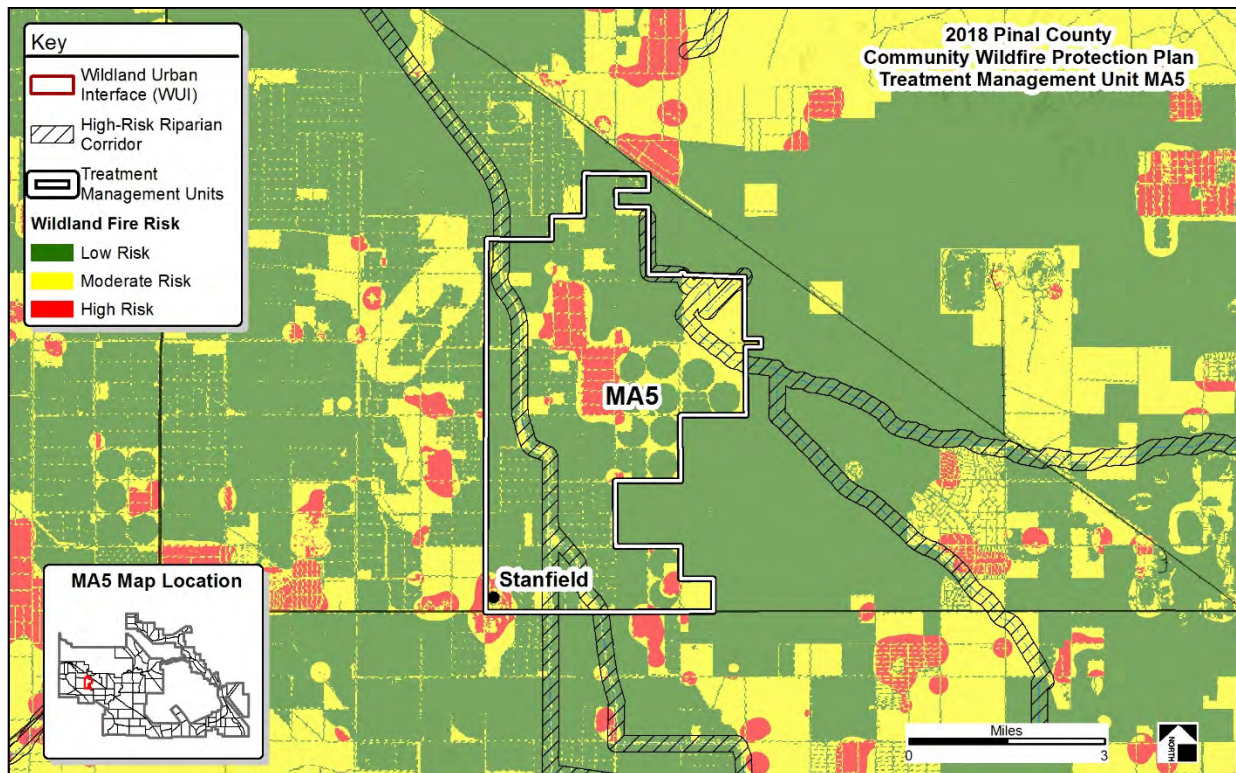 Key
Wildland Urban
Interface (WUI)
High-Risk Riparian
Corridor
Treatment
Management Units
Wildland Fire Risk
Low Risk
Moderate Risk
High Risk
2018 Pinal County
Community Wildfire Protection Plan
Treatment Management Unit MA5
MA5
Stanfield
MA5 Map Location
Miles
0 3
NORTH